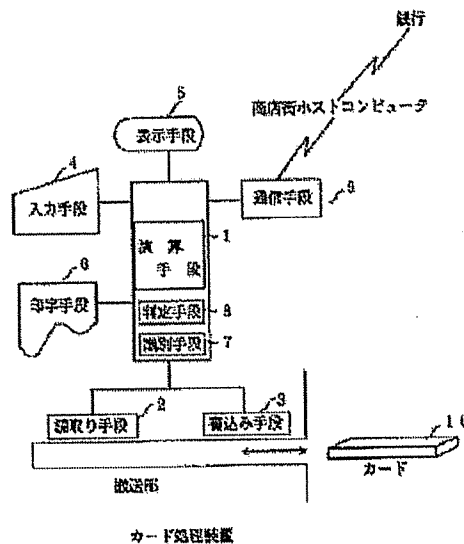 銀行
商店街ホストコンピュータ
5
表示手段
4
入力手段
通信手段
9
1
演算
手段
6
印字手段
判定手段
8
識別手段
7
読取り手段
2
書込み手段
3
搬送部
10
カード
カード処理装置